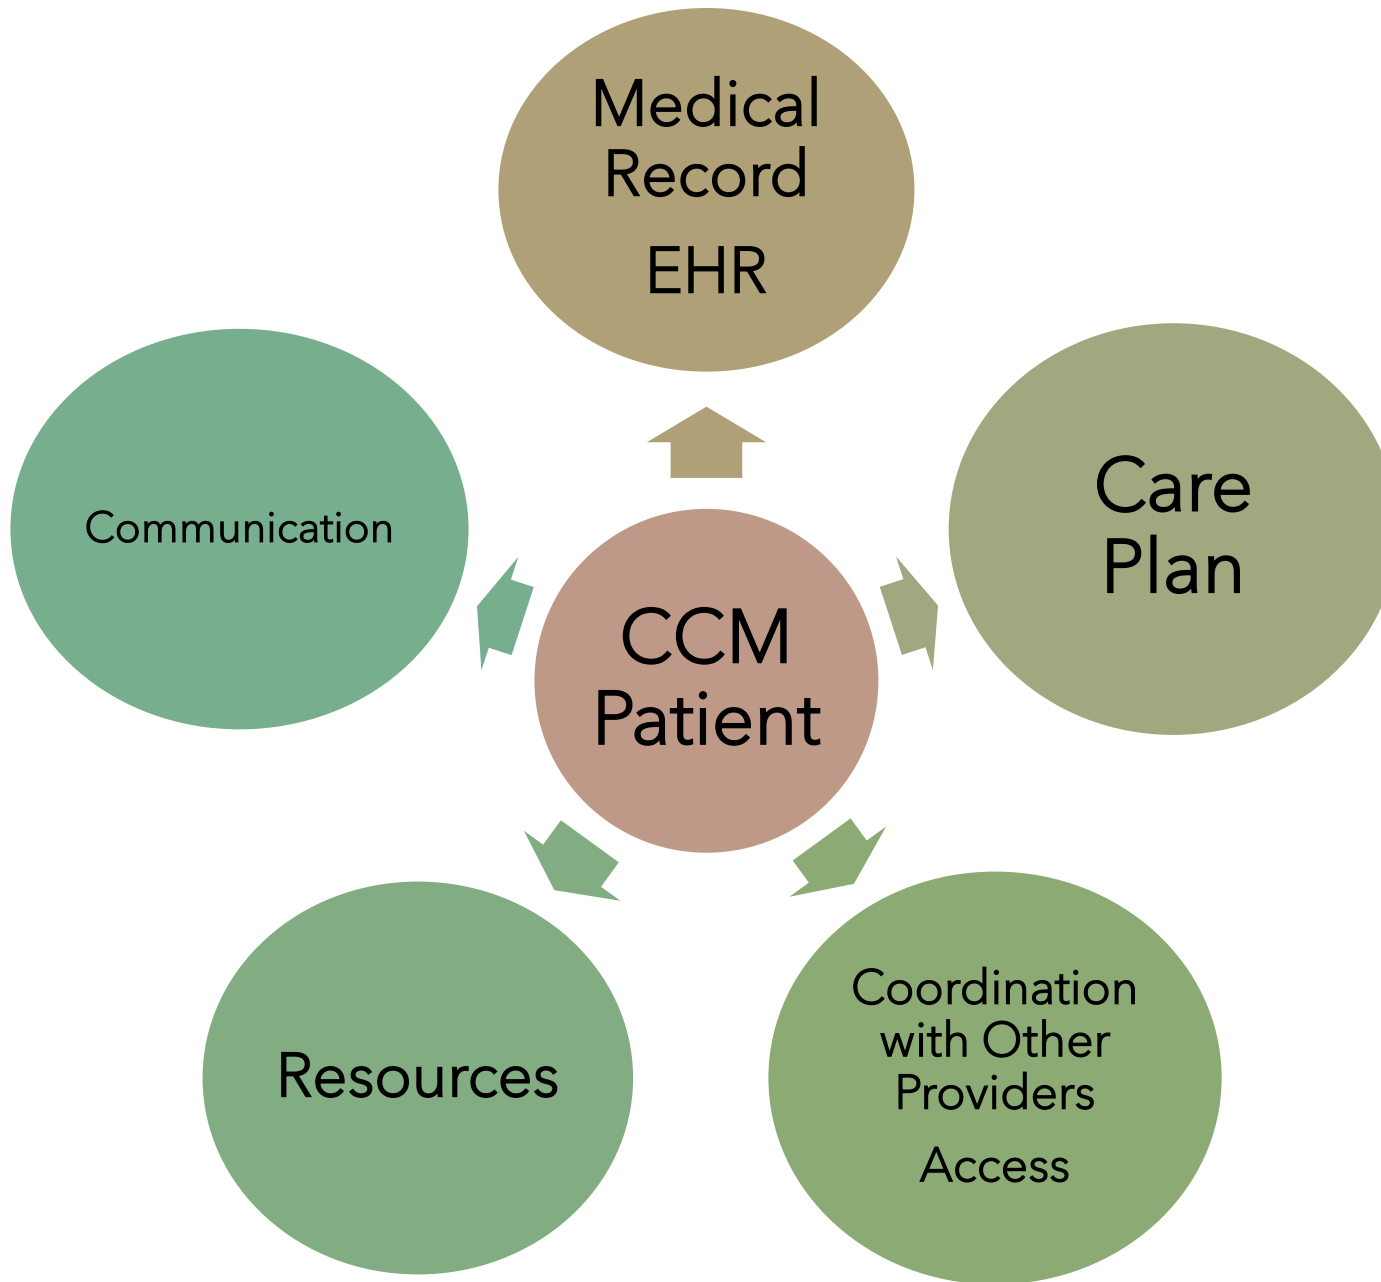 Medical
Record
EHR
Communication
Care
Plan
CCM
Patient
Resources
Coordination
with Other
Providers
Access